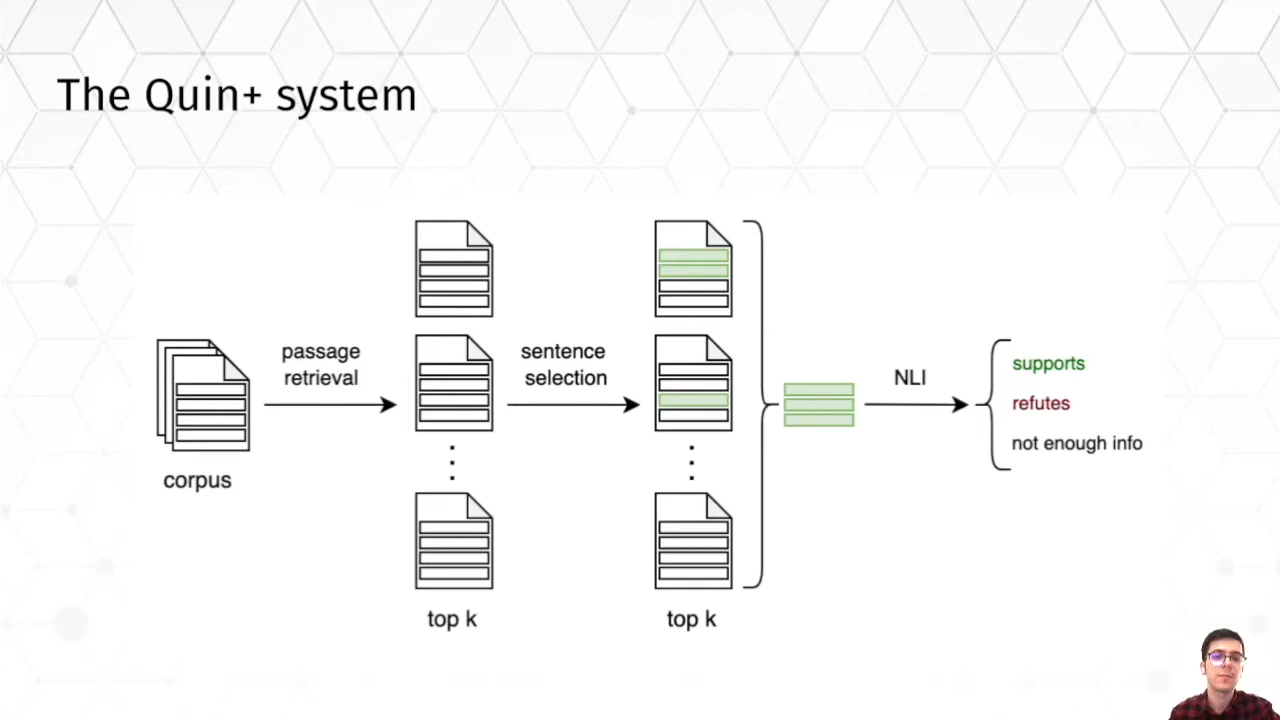 The Quin+ system
passage
retrieval
sentence
selection
NLI
supports
refutes
not enough info
corpus
top k
top k